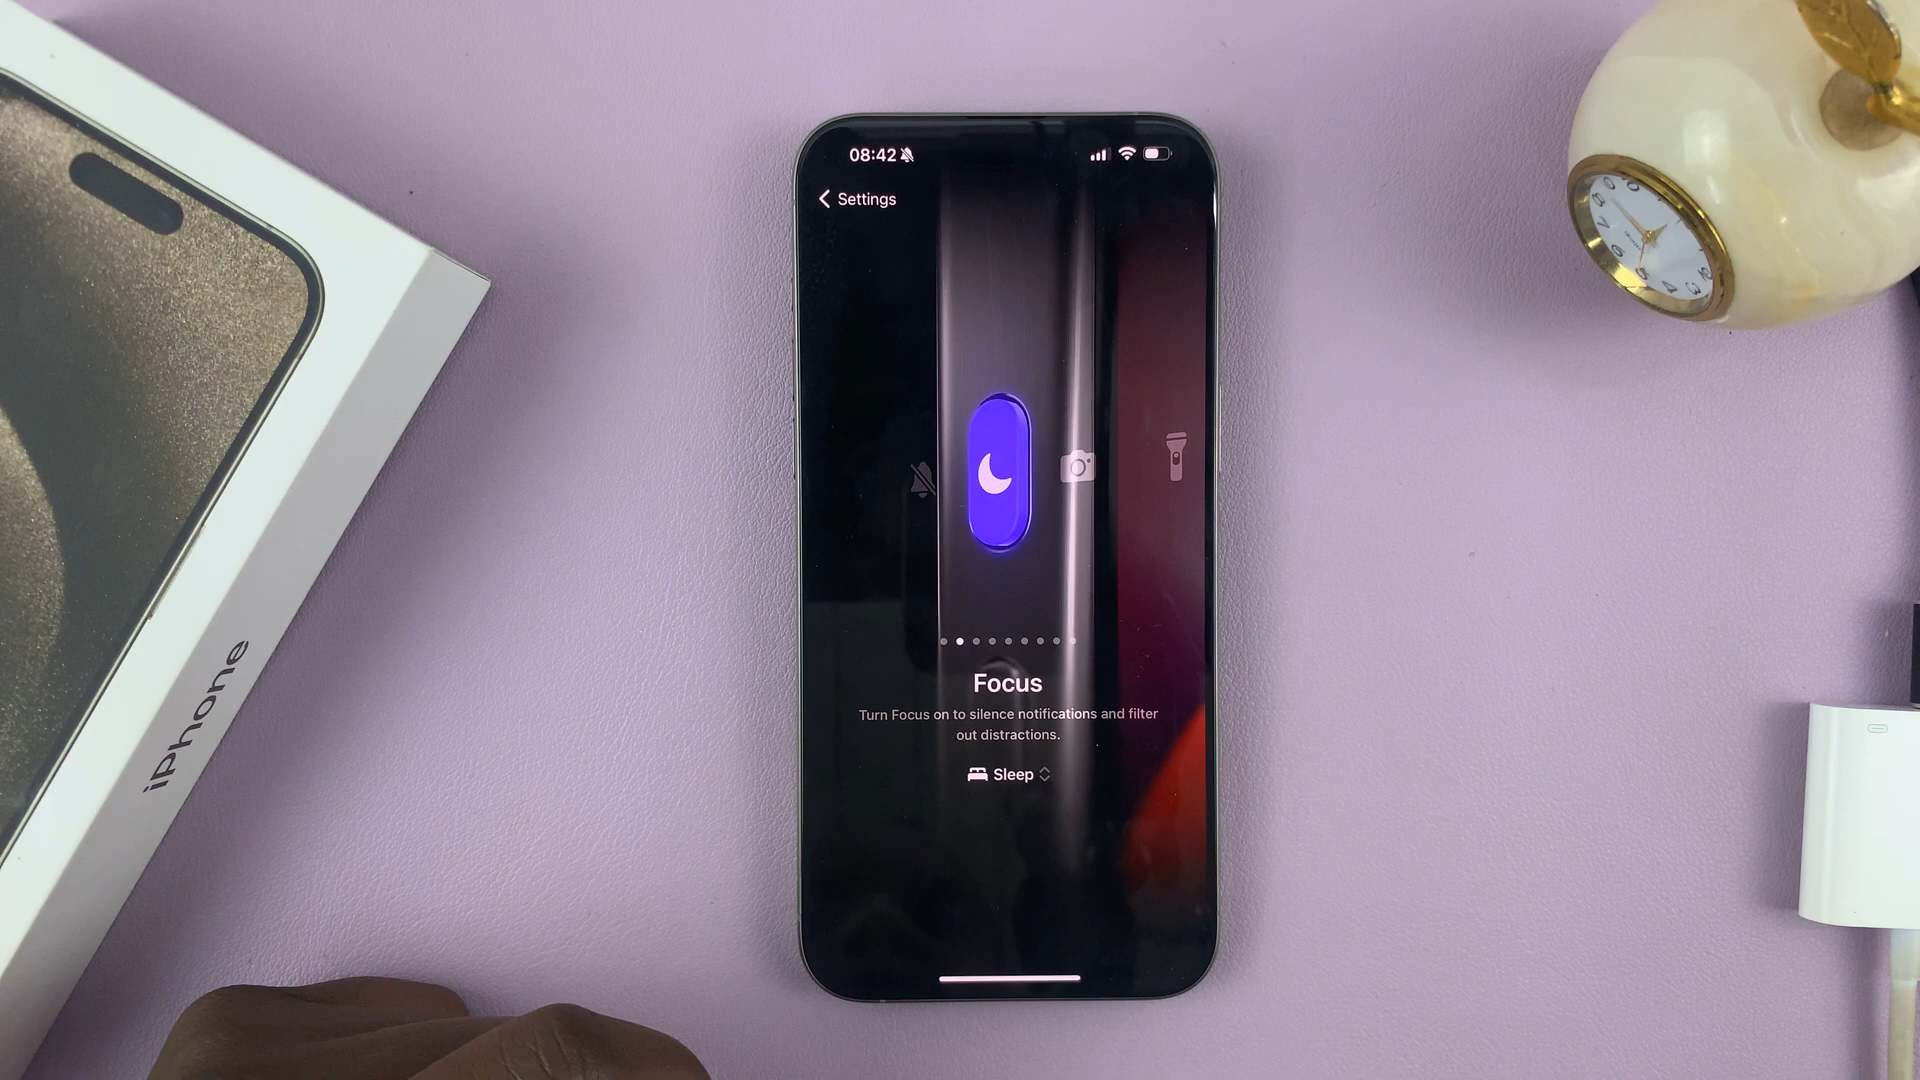 08:42
Settings
Focus
Turn Focus on to silence notifications and filter
out distractions.
Sleep
iPhone